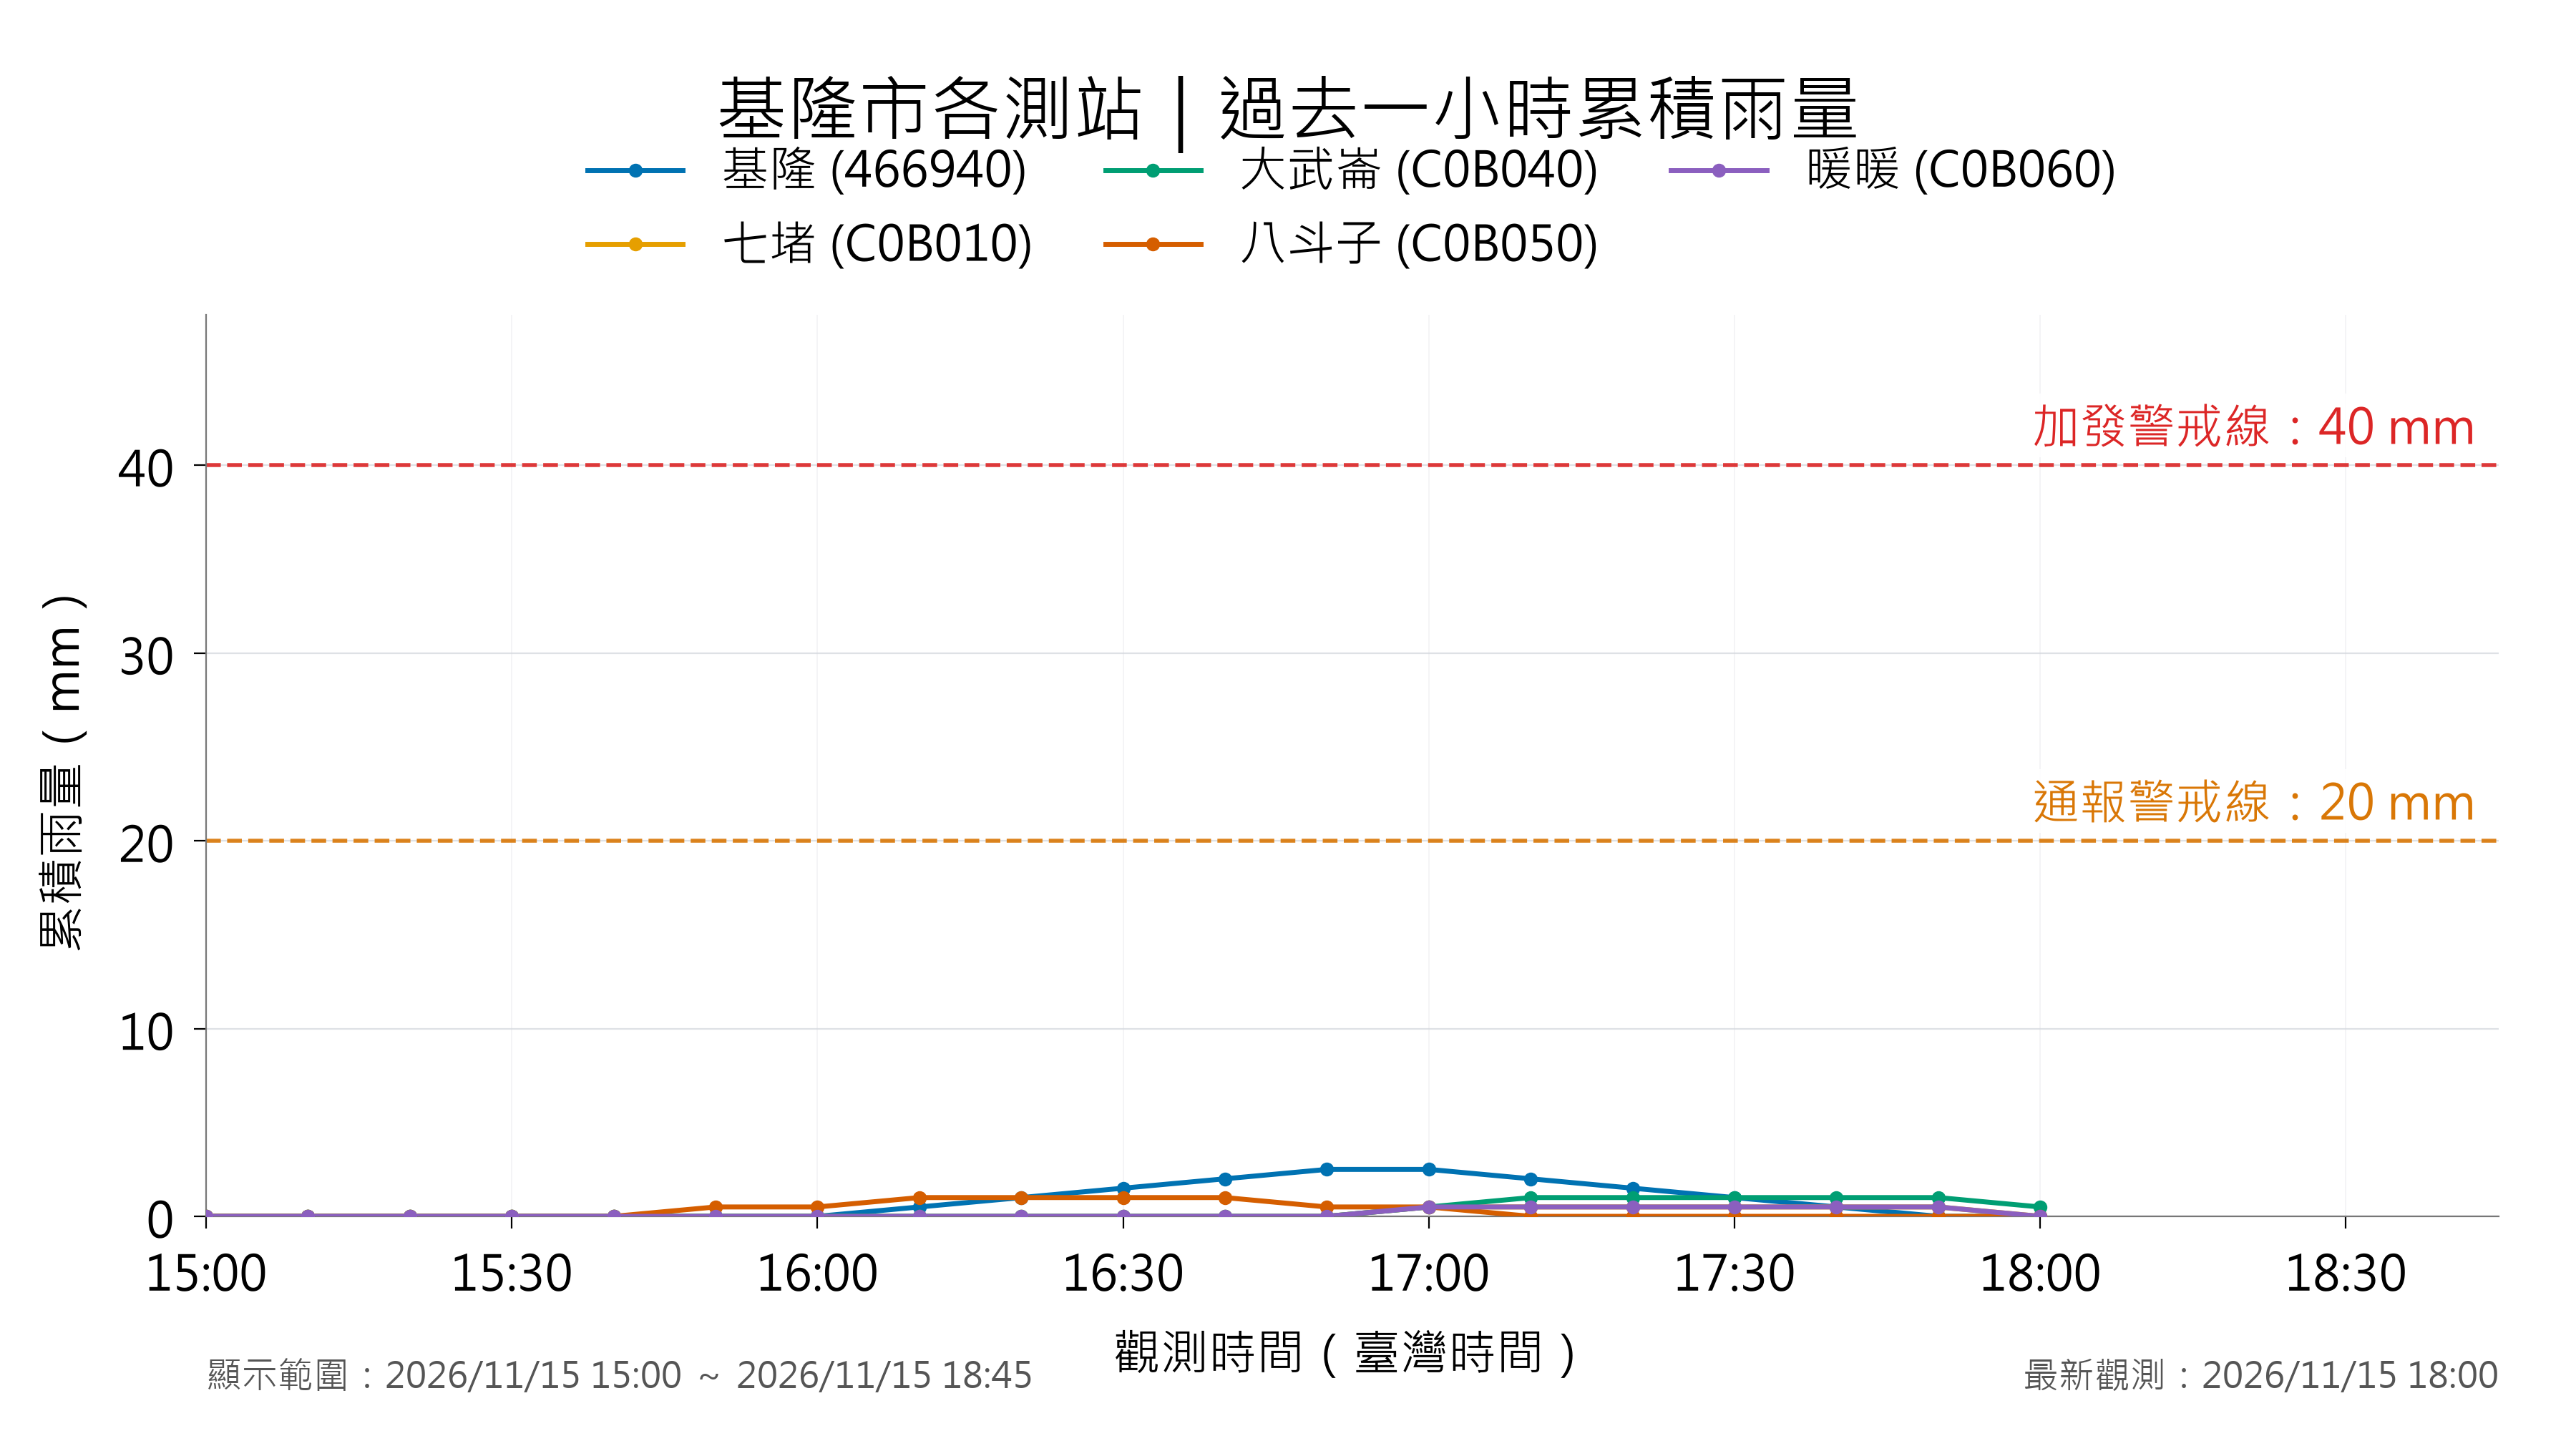 基隆市各測站｜過去一小時累積雨量
基隆 (466940)
大武崙 (C0B040)
暖暖 (C0B060)
七堵 (C0B010)
八斗子 (C0B050)
加發警戒線：40 mm
通報警戒線：20 mm
累積雨量（mm）
40
30
20
10
0
15:00 15:30 16:00 16:30 17:00 17:30 18:00 18:30
觀測時間（臺灣時間）
顯示範圍：2026/11/15 15:00 ~ 2026/11/15 18:45
最新觀測：2026/11/15 18:00